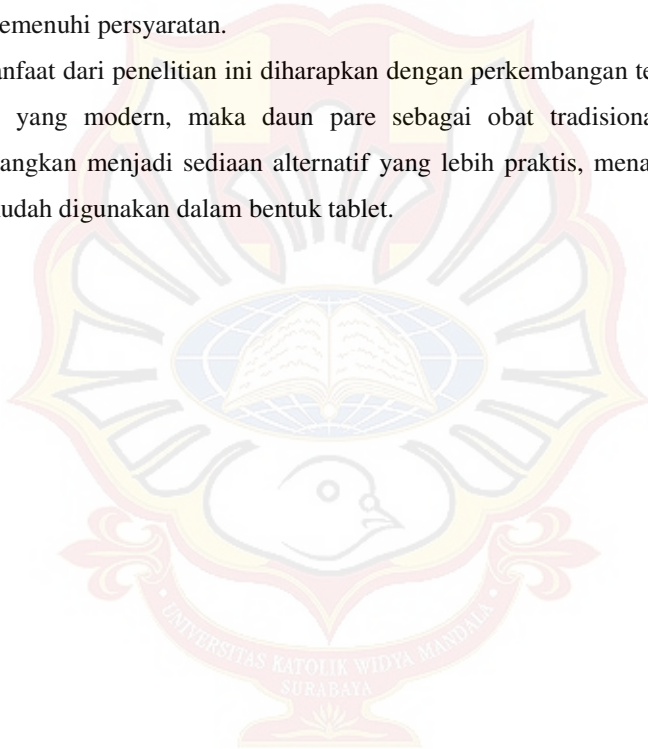 emenuhi persyaratan.
anfaat dari penelitian ini diharapkan dengan perkembangan te
yang modern, maka daun pare sebagai obat tradisiona
angkan menjadi sediaan alternatif yang lebih praktis, mena
udah digunakan dalam bentuk tablet.
UNIVERSITAS KATOLIK WIDYA MANDALA
SURABAYA